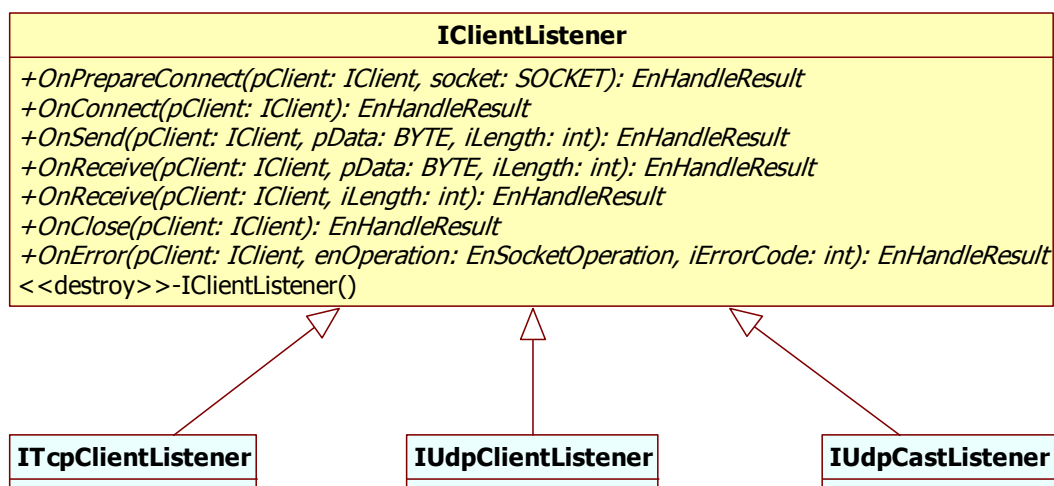 IClientListener
+OnPrepareConnect(pClient: IClient, socket: SOCKET): EnHandleResult
+OnConnect(pClient: IClient): EnHandleResult
+OnSend(pClient: IClient, pData: BYTE, iLength: int): EnHandleResult
+OnReceive(pClient: IClient, pData: BYTE, iLength: int): EnHandleResult
+OnReceive(pClient: IClient, iLength: int): EnHandleResult
+OnClose(pClient: IClient): EnHandleResult
+OnError(pClient: IClient, enOperation: EnSocketOperation, iErrorCode: int): EnHandleResult
<<destroy>>-IClientListener()
ITcpClientListener IUdpClientListener IUdpCastListener